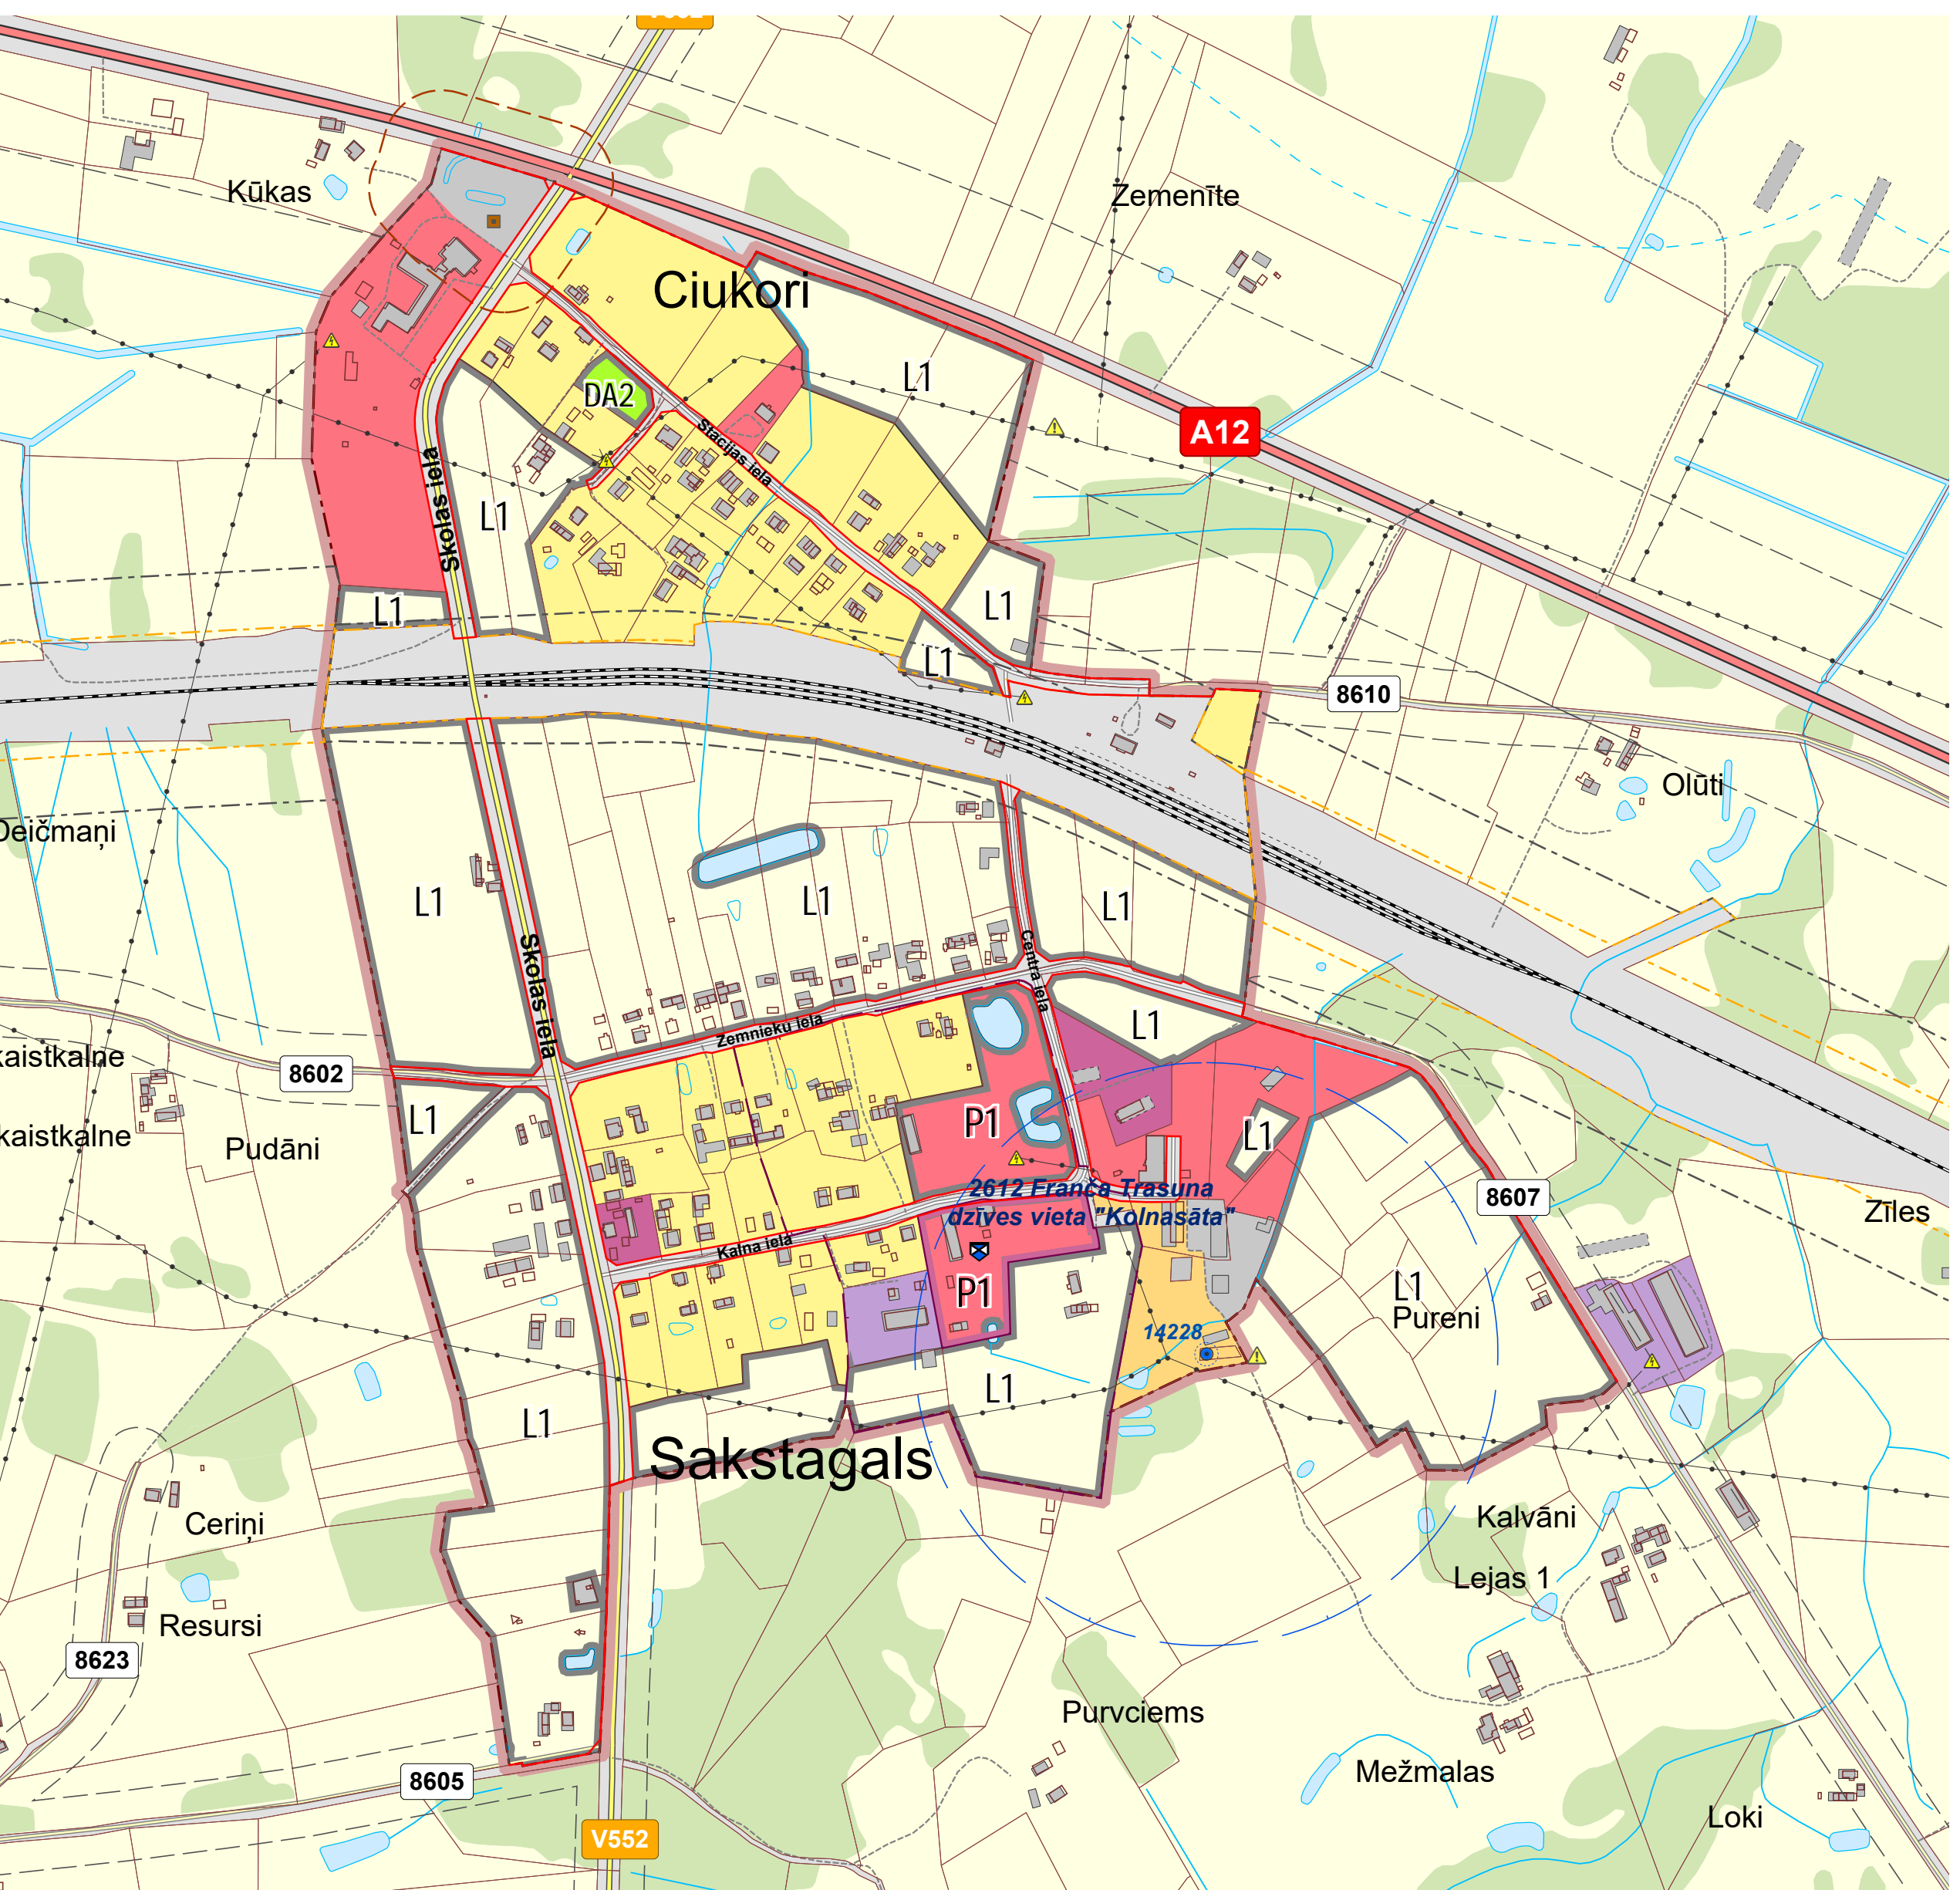 Kūkas
Zemenīte
Ciukori
L1
DA2
A12
Stacijas iela
Skolas iela
L1
L1
L1
L1
8610
Olūti
Deičmaņi
L1
L1
L1
Skolas iela
Centra iela
Zemnieku iela
L1
kaistkalne
8602
L1
P1
L1
kaistkalne
Pudāni
2612 Franča Trasuna
dzīves vieta "Kolnasāta"
8607
Zīles
Kalna iela
P1
L1
Pureni
14228
L1
L1
Sakstagals
Ceriņi
Kalvāni
Lejas 1
Resursi
8623
Purvciems
Mežmalas
8605
Loki
V552